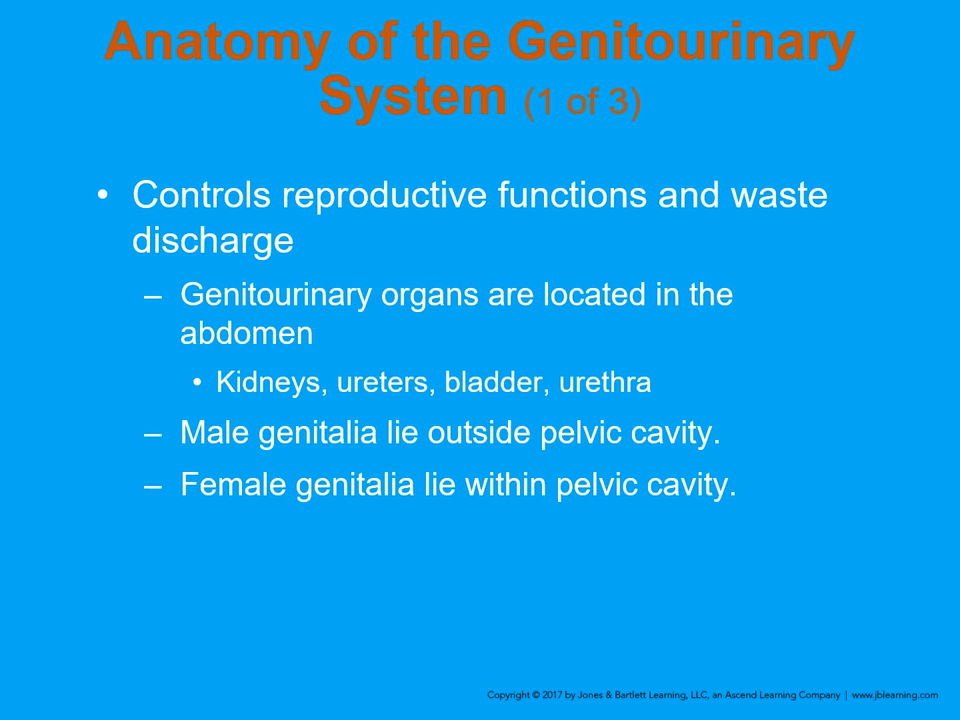 Anatomy of the Genitourinary
System (1 of 3)
• Controls reproductive functions and waste
discharge
– Genitourinary organs are located in the
abdomen
• Kidneys, ureters, bladder, urethra
– Male genitalia lie outside pelvic cavity.
– Female genitalia lie within pelvic cavity.
Copyright © 2017 by Jones & Bartlett Learning, LLC, an Ascend Learning Company | www.jblearning.com